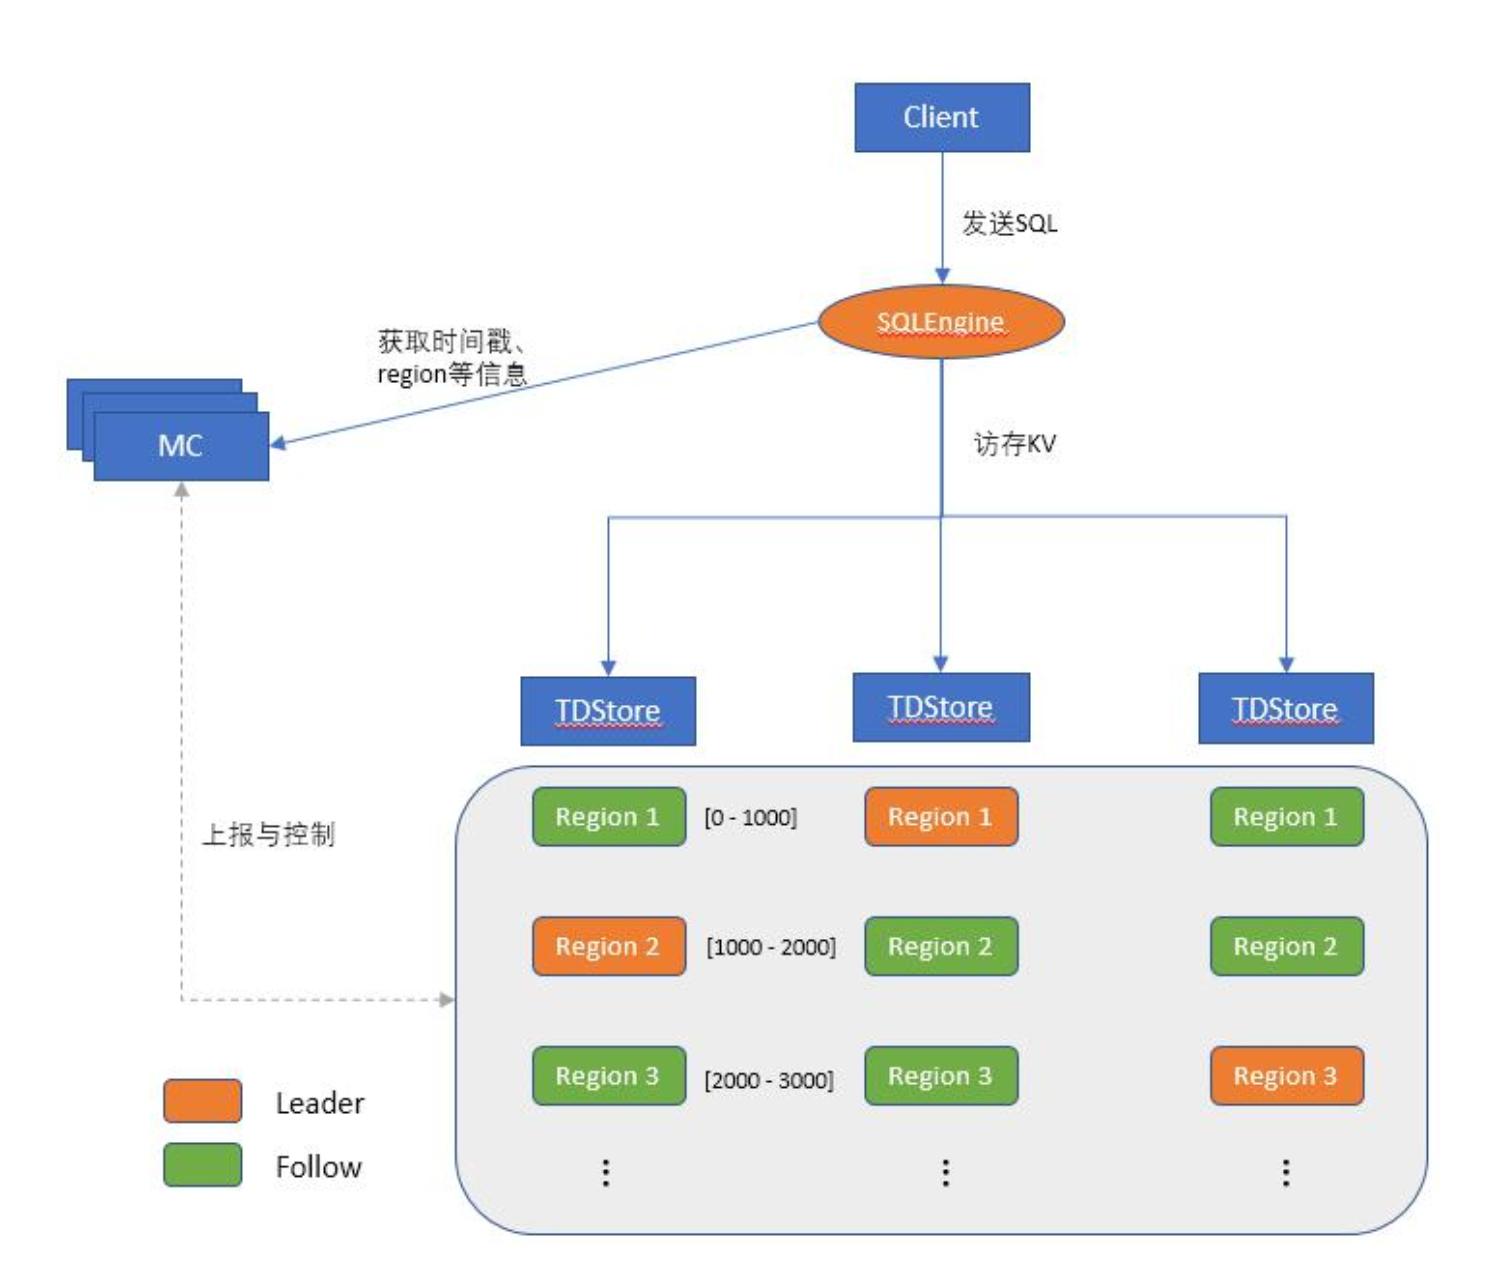 Client
发送SQL
SQLEngine
获取时间戳、
region等信息
MC
访存KV
TDStore
TDStore
TDStore
Region 1
[0 - 1000]
Region 1
Region 1
上报与控制
Region 2
[1000 - 2000]
Region 2
Region 2
Region 3
[2000 - 3000]
Region 3
Region 3
Leader
Follow
⋮
⋮
⋮